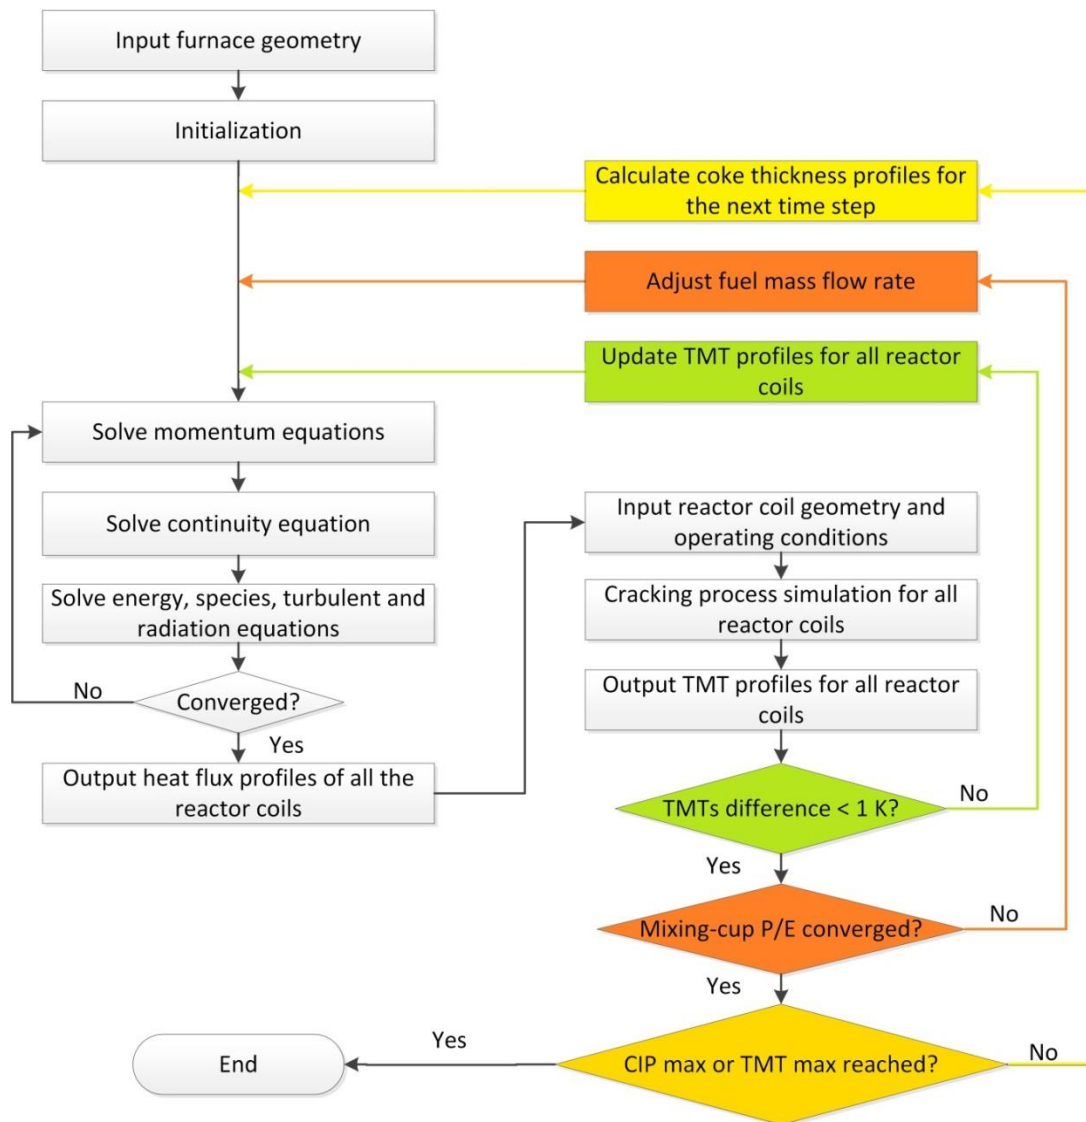 Input furnace geometry
Initialization
Calculate coke thickness profiles for
the next time step
Adjust fuel mass flow rate
Update TMT profiles for all reactor
coils
Solve momentum equations
Solve continuity equation
Solve energy, species, turbulent and
radiation equations
No
Converged?
Yes
Output heat flux profiles of all the
reactor coils
Input reactor coil geometry and
operating conditions
Cracking process simulation for all
reactor coils
Output TMT profiles for all reactor
coils
TMTs difference < 1 K?
No
Yes
Mixing-cup P/E converged?
No
Yes
CIP max or TMT max reached?
No
Yes
End